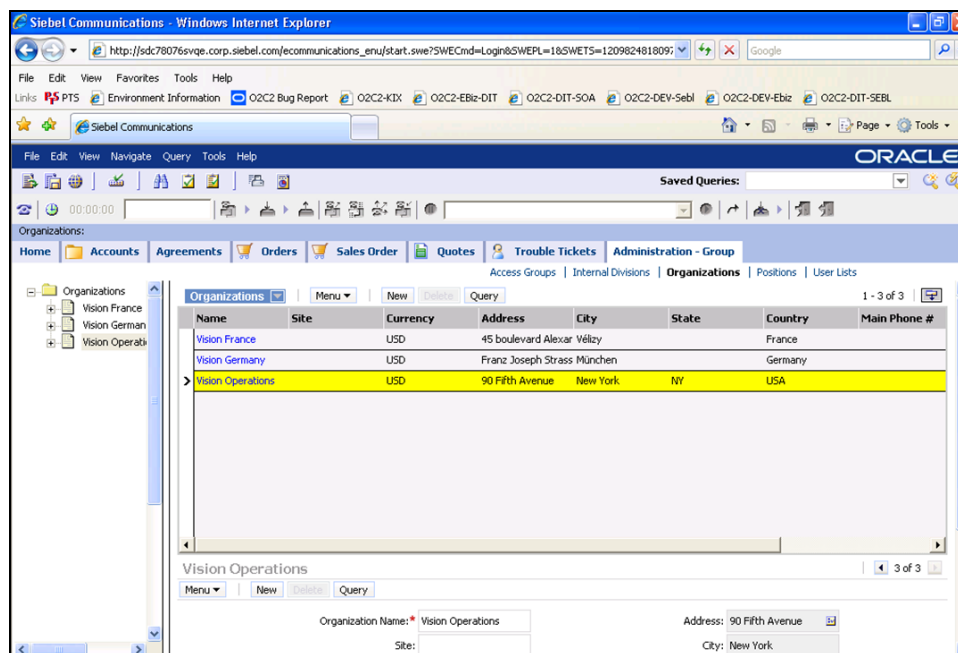 Siebel Communications - Windows Internet Explorer
http://sdc78076svqe.corp.siebel.com/ecommunications_enu/start.swe?SWECmd=Login&SWEPL=1&SWETS=120982481809
Google
File Edit View Favorites Tools Help
Links PTS Environment Information O2C2 Bug Report O2C2-KIX O2C2-EBiz-DIT O2C2-DIT-SOA O2C2-DEV-Sebl O2C2-DEV-Ebiz O2C2-DIT-SEBL
Siebel Communications
Page Tools
File Edit View Navigate Query Tools Help ORACLE
Saved Queries:
00:00:00
Organizations:
Home Accounts Agreements Orders Sales Order Quotes Trouble Tickets Administration - Group
Access Groups | Internal Divisions | Organizations | Positions | User Lists
Organizations
Vision France
Vision German
Vision Operati
Organizations Menu New Delete Query 1 - 3 of 3
Name Site Currency Address City State Country Main Phone #
Vision France USD 45 boulevard Alexar Vélizy France
Vision Germany USD Franz Joseph Strass München Germany
Vision Operations USD 90 Fifth Avenue New York NY USA
Vision Operations 3 of 3
Menu New Delete Query
Organization Name:* Vision Operations Address: 90 Fifth Avenue
Site: City: New York